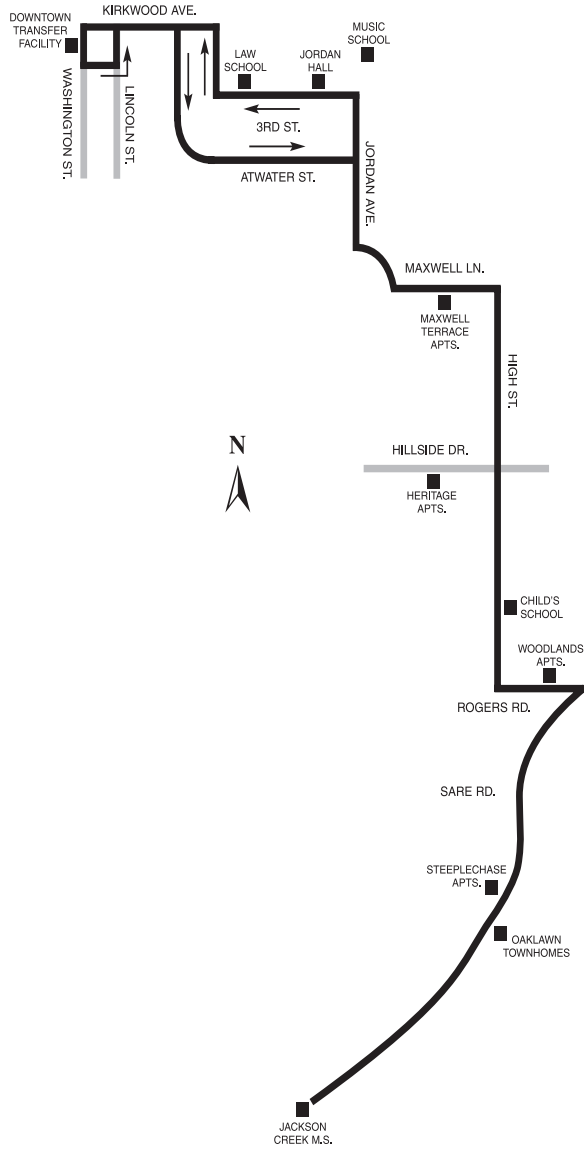 KIRKWOOD AVE.
DOWNTOWN
TRANSFER
FACILITY
WASHINGTON ST.
LINCOLN ST.
LAW
SCHOOL
JORDAN
HALL
MUSIC
SCHOOL
3RD ST.
ATWATER ST.
JORDAN AVE.
MAXWELL LN.
MAXWELL
TERRACE
APTS.
HIGH ST.
N
HILLSIDE DR.
HERITAGE
APTS.
CHILD'S
SCHOOL
WOODLANDS
APTS.
ROGERS RD.
SARE RD.
STEEPLECHASE
APTS.
OAKLAWN
TOWNHOMES
JACKSON
CREEK M.S.